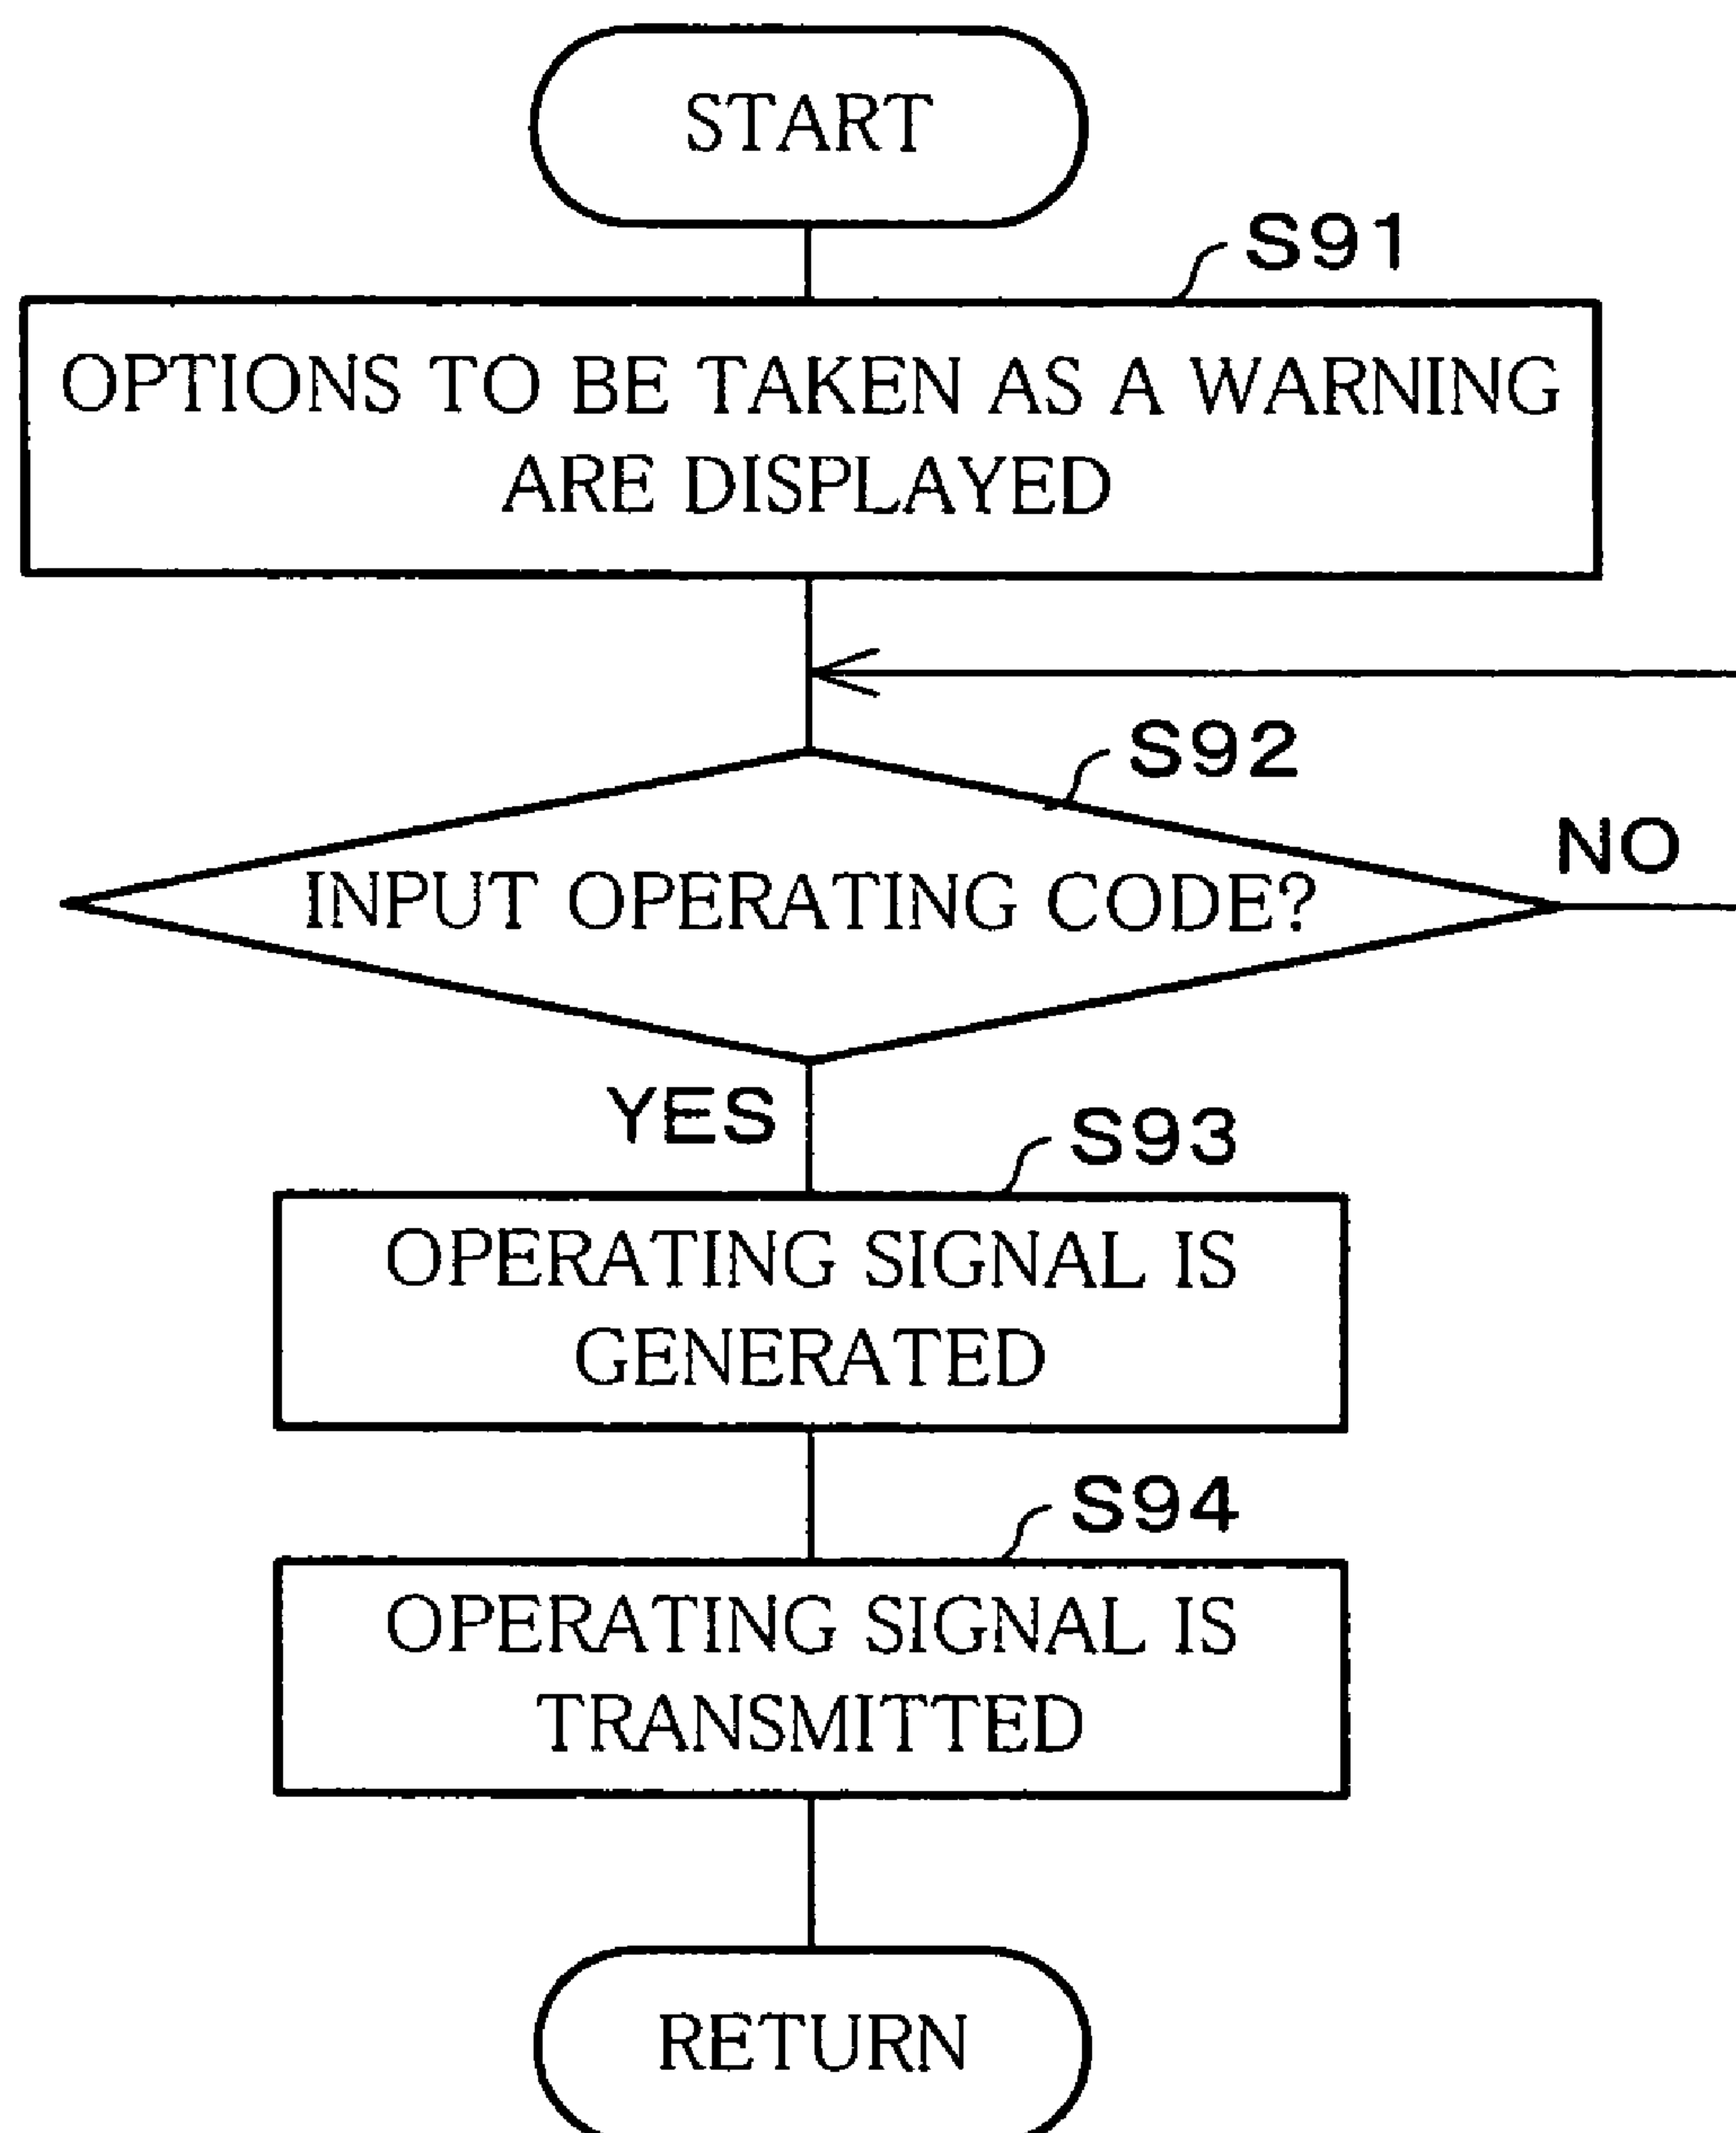 START
S91
OPTIONS TO BE TAKEN AS A WARNING
ARE DISPLAYED
S92
NO
INPUT OPERATING CODE?
YES
S93
OPERATING SIGNAL IS
GENERATED
S94
OPERATING SIGNAL IS
TRANSMITTED
RETURN